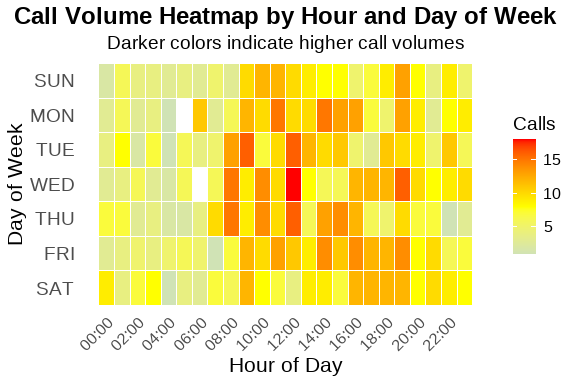 Call Volume Heatmap by Hour and Day of Week
Darker colors indicate higher call volumes
Day of Week
SUN
MON
TUE
WED
THU
FRI
SAT
00:00
02:00
04:00
06:00
08:00
10:00
12:00
14:00
16:00
18:00
20:00
22:00
Hour of Day
Calls
15
10
5